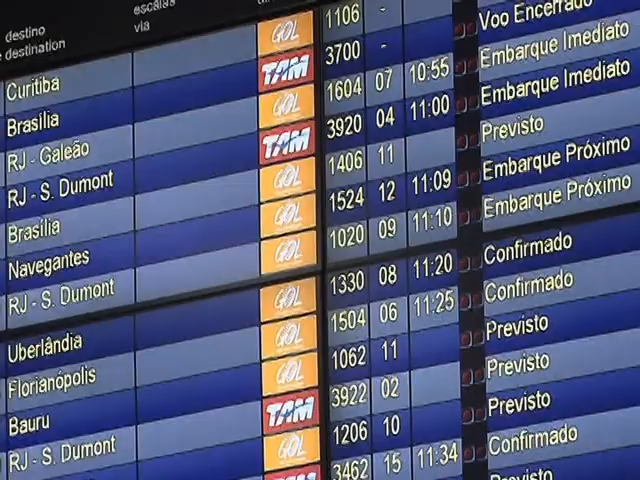 destino escalas
destination via
Curitiba GOL 1106 -
Brasília TAM 3700 - Voo Encerrado
RJ - Galeão GOL 1604 07 10:55 Embarque Imediato
RJ - S. Dumont TAM 3920 04 11:00 Embarque Imediato
Brasília GOL 1406 11 Previsto
Navegantes GOL 1524 12 11:09 Embarque Próximo
RJ - S. Dumont GOL 1020 09 11:10 Embarque Próximo
Uberlândia GOL 1330 08 11:20 Confirmado
Florianópolis GOL 1504 06 11:25 Confirmado
Bauru GOL 1062 11 Previsto
RJ - S. Dumont TAM 3922 02 Previsto
GOL 1206 10 Previsto
3462 15 11:34 Confirmado
Previsto